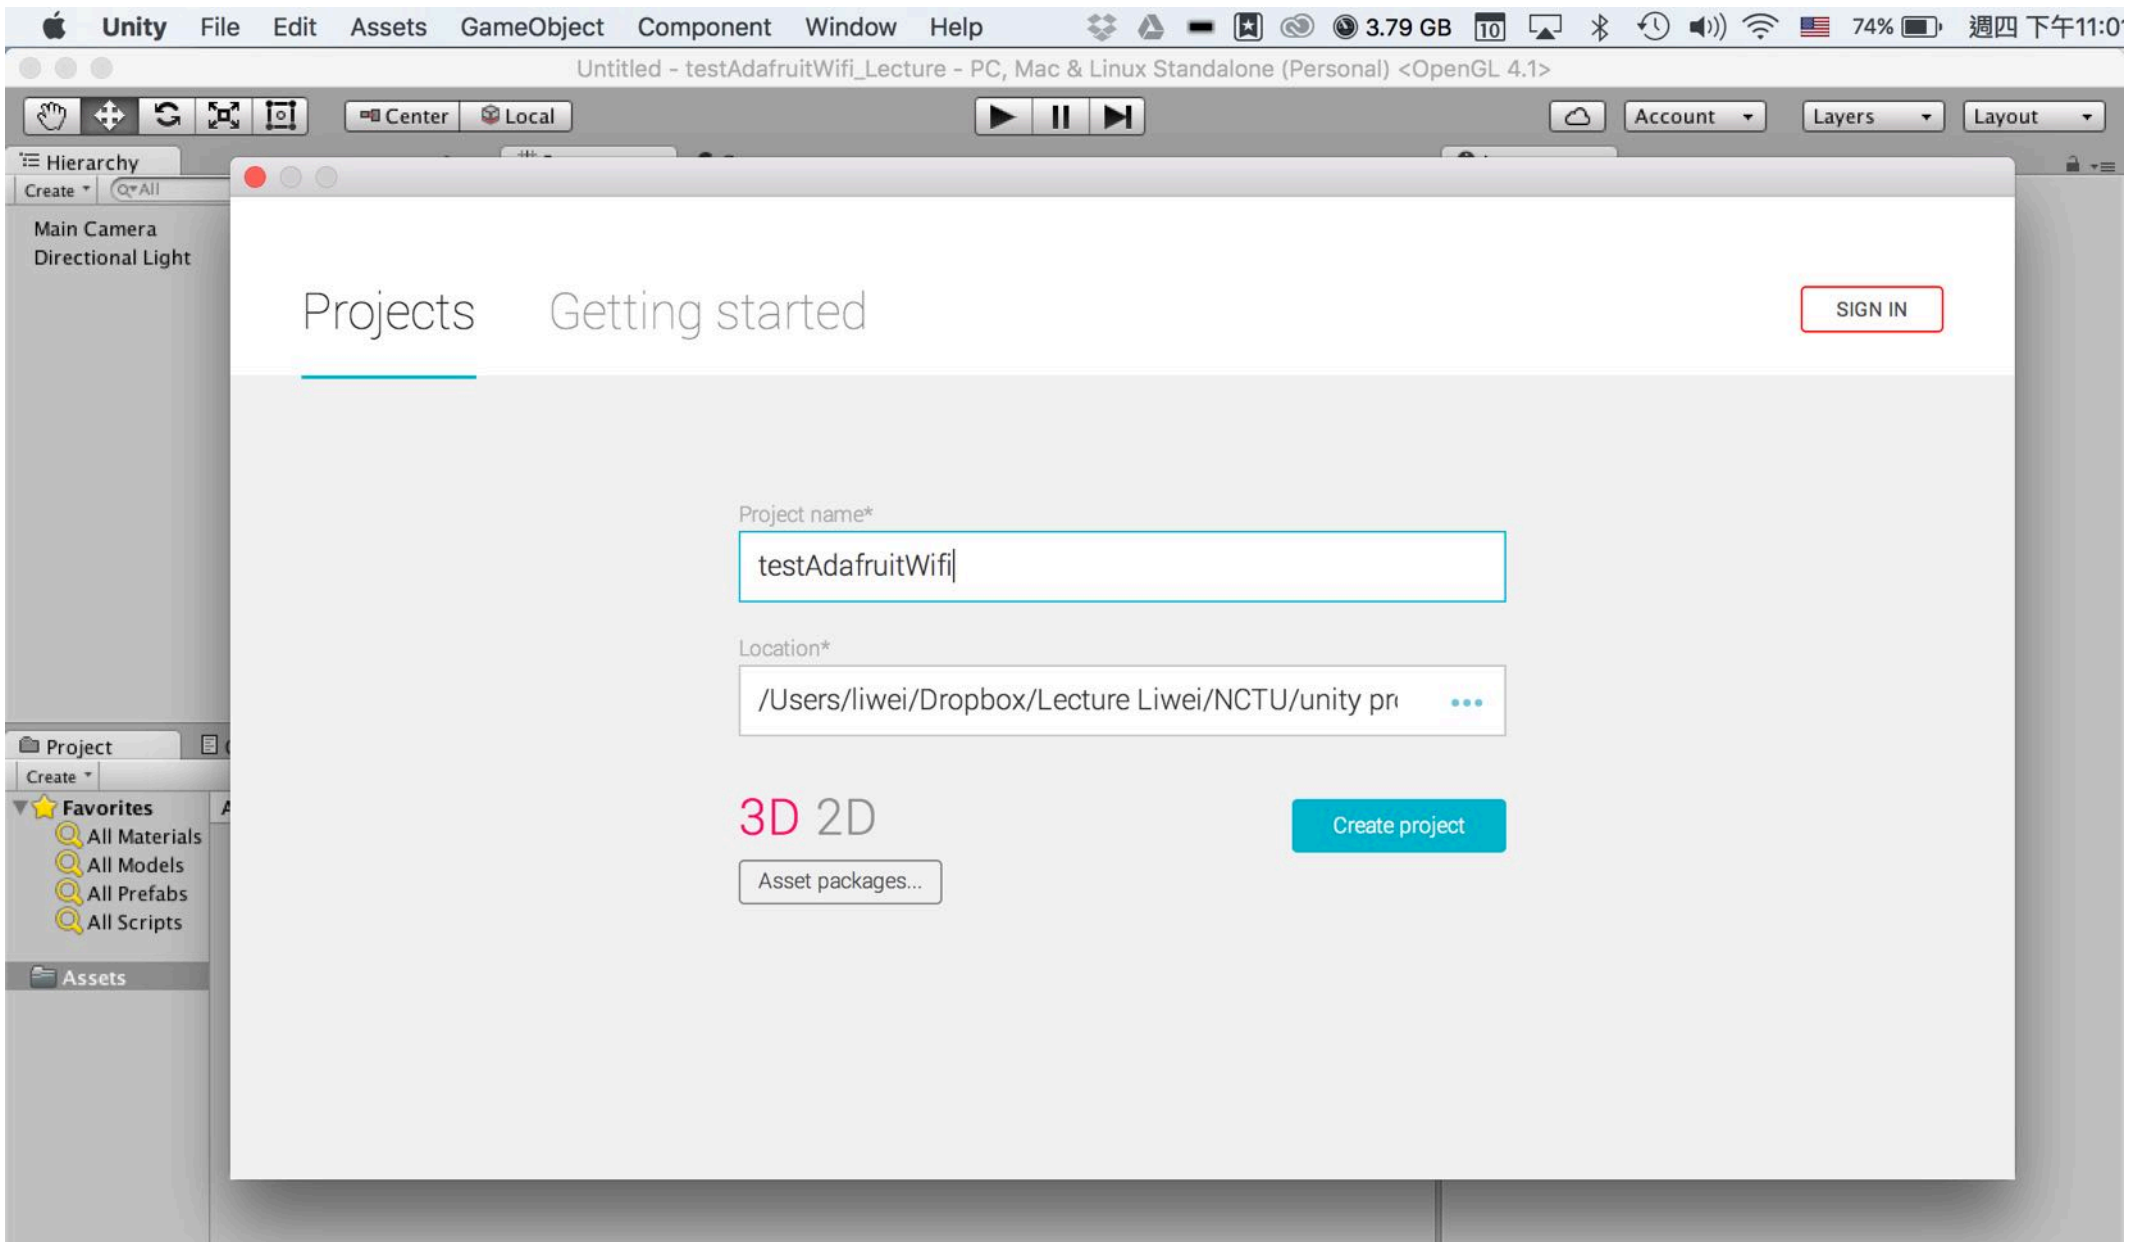 Unity File Edit Assets GameObject Component Window Help 3.79 GB 10 74% 週四 下午11:0
Untitled - testAdafruitWifi_Lecture - PC, Mac & Linux Standalone (Personal) <OpenGL 4.1>
Center Local Account Layers Layout
Hierarchy
Create All
Main Camera
Directional Light
Projects Getting started SIGN IN
Project name*
testAdafruitWifi
Location*
/Users/liwei/Dropbox/Lecture Liwei/NCTU/unity pr
3D 2D Create project
Asset packages...
Project
Create
Favorites
All Materials
All Models
All Prefabs
All Scripts
Assets